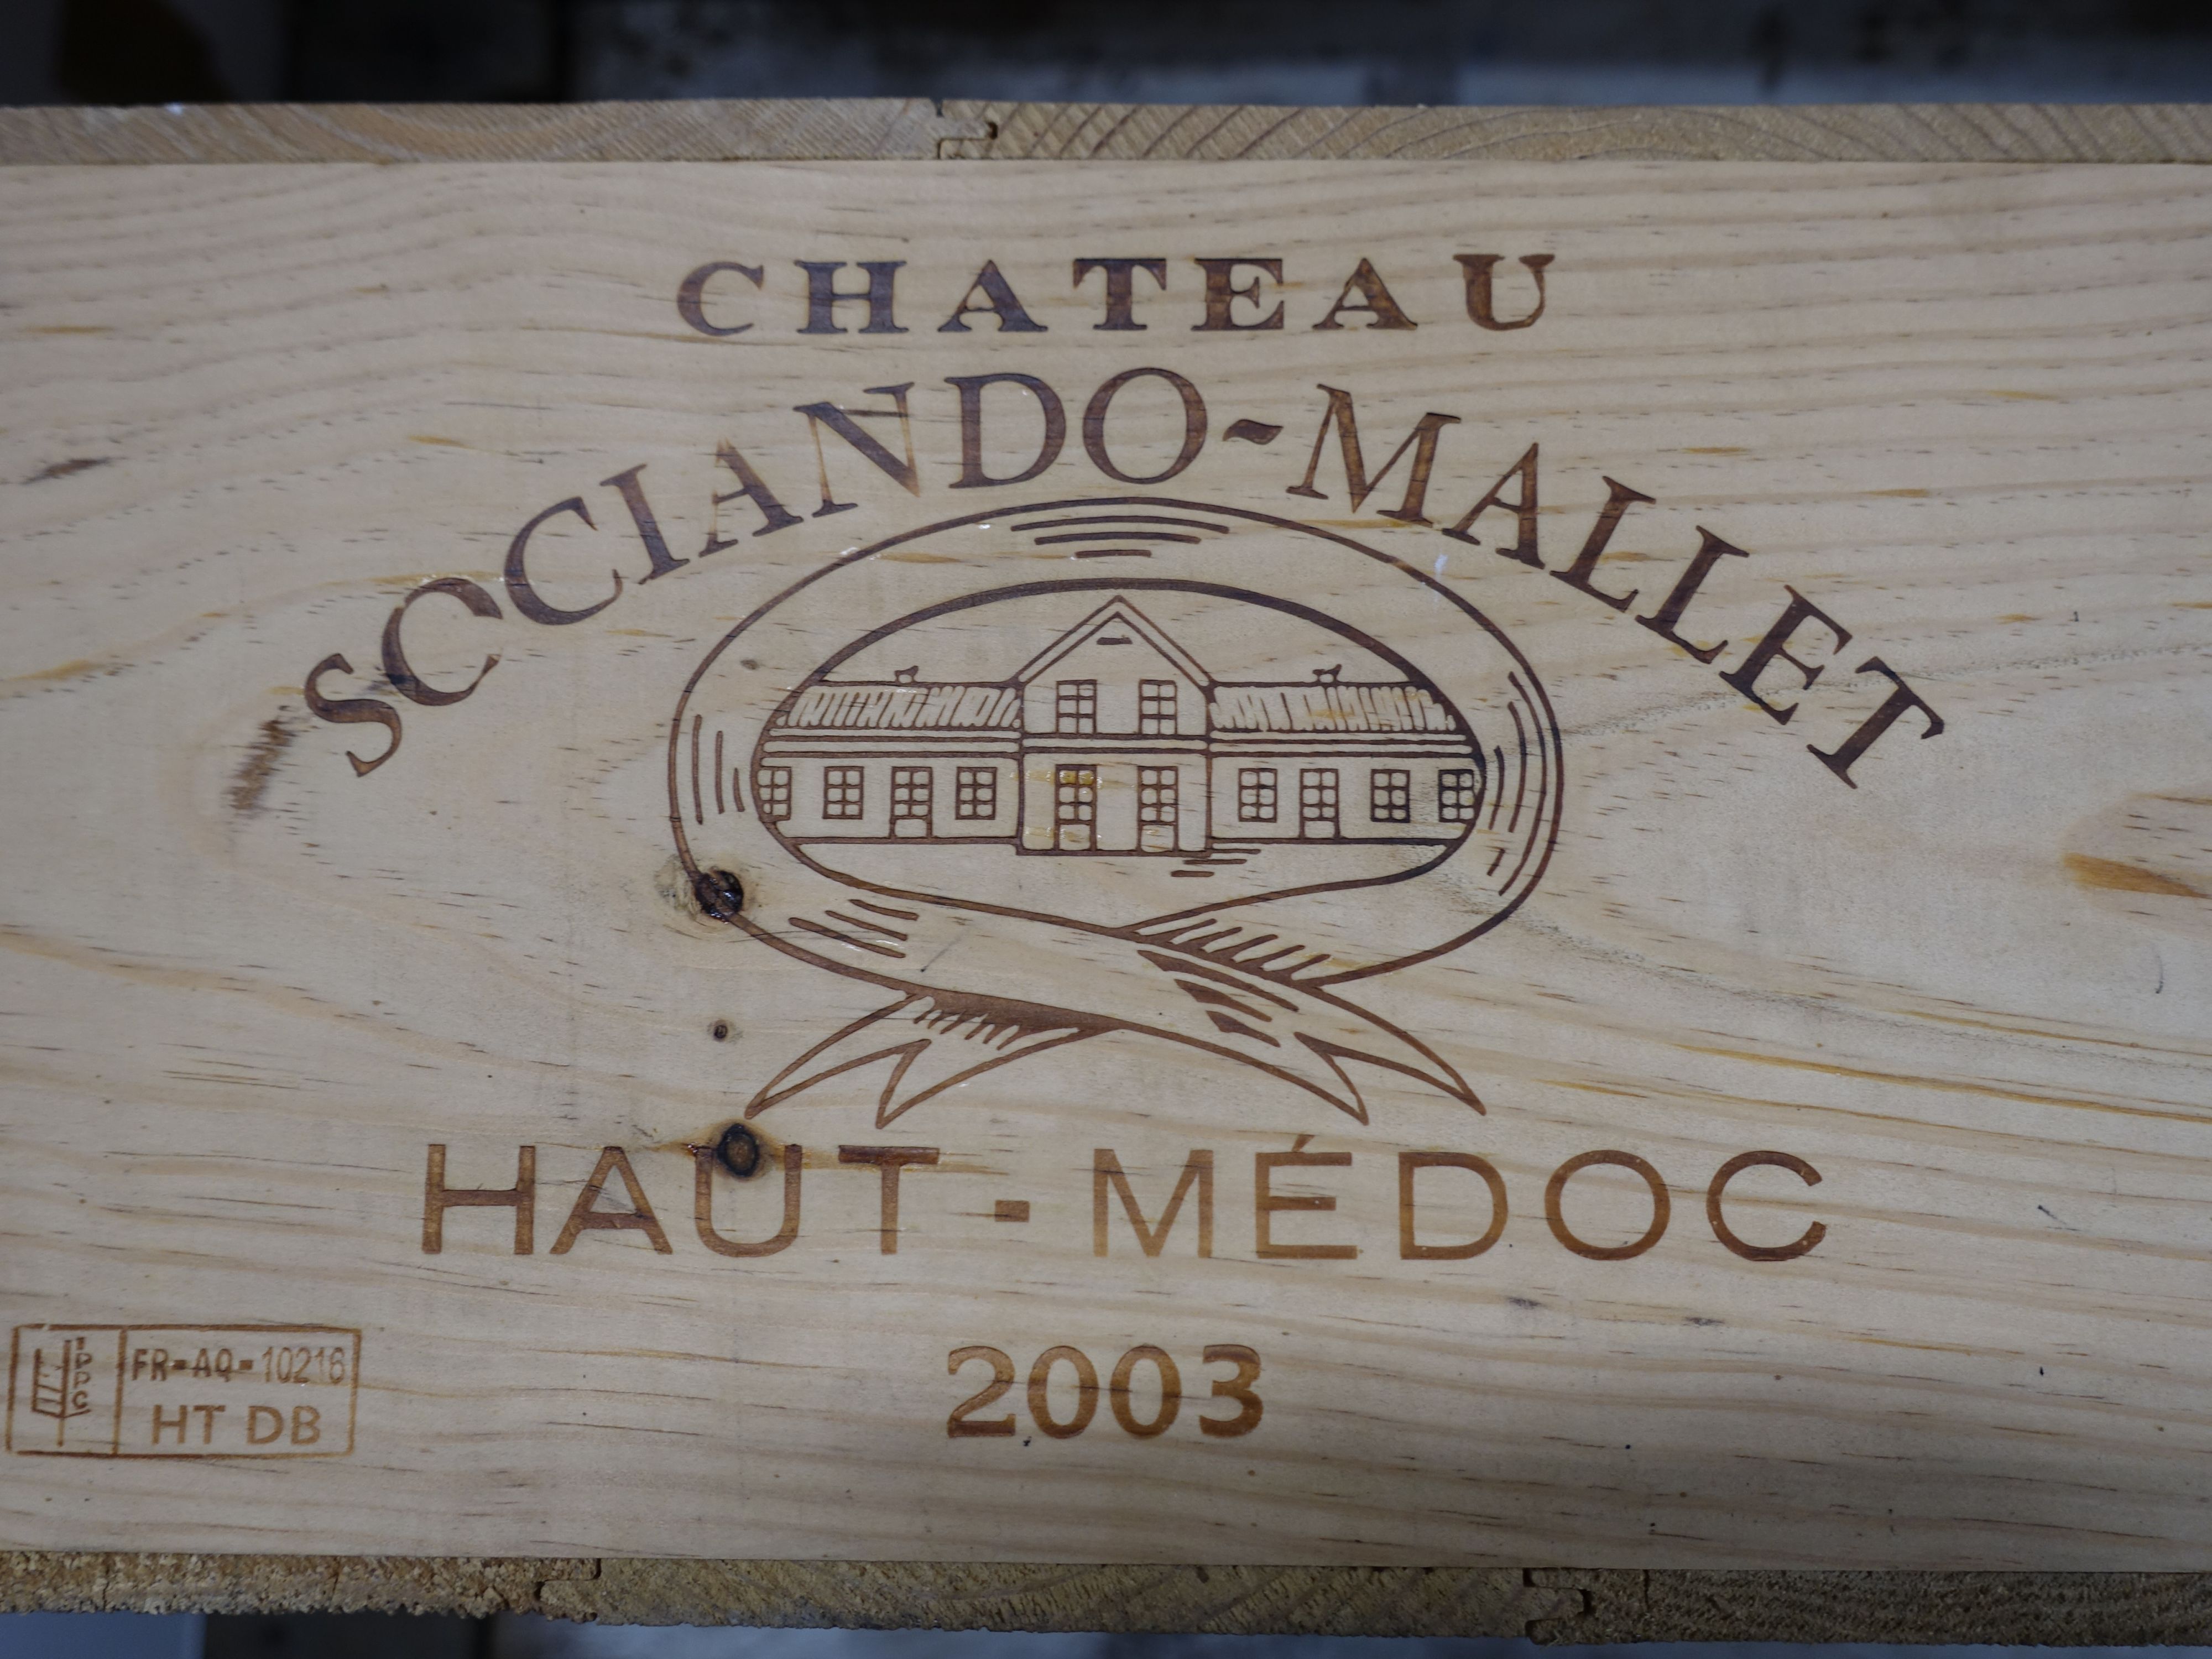 CHATEAU
SOCIANDO-MALLET
HAUT-MÉDOC
2003
IPPC
FR-AQ-10216
HT DB